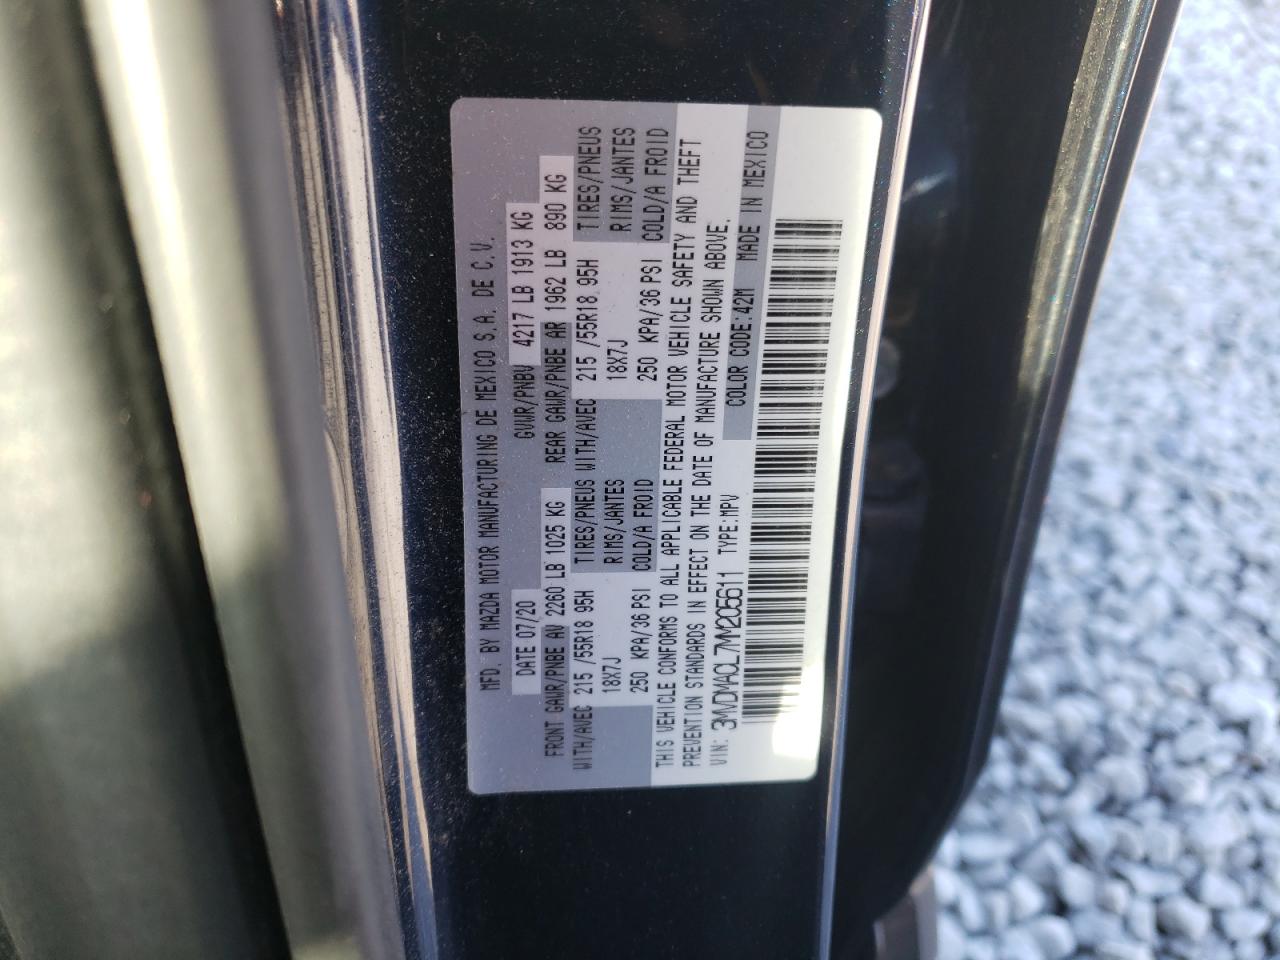 MFD. BY MAZDA MOTOR MANUFACTURING DE MEXICO S.A. DE C.V.
DATE 07/20 GVWR/PNBV 4217 LB 1913 KG
FRONT GAWR/PNBE AV 2260 LB 1025 KG REAR GAWR/PNBE AR 1962 LB 890 KG
WITH/AVEC 215 /55R18 95H TIRES/PNEUS WITH/AVEC 215 /55R18 95H TIRES/PNEUS
18X7J RIMS/JANTES 18X7J RIMS/JANTES
250 KPA/36 PSI COLD/A FROID 250 KPA/36 PSI COLD/A FROID
THIS VEHICLE CONFORMS TO ALL APPLICABLE FEDERAL MOTOR VEHICLE SAFETY AND THEFT
PREVENTION STANDARDS IN EFFECT ON THE DATE OF MANUFACTURE SHOWN ABOVE.
VIN: 3MVDMACL7MM205611 TYPE:MPV COLOR CODE:42M MADE IN MEXICO